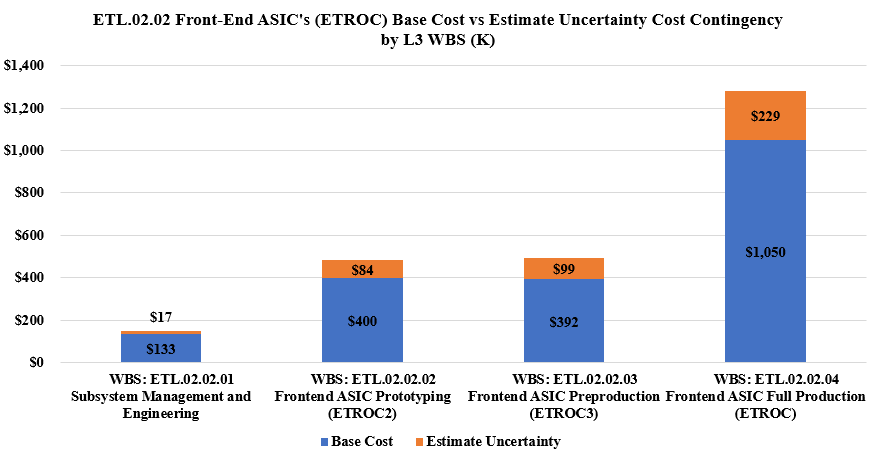 ETL.02.02 Front-End ASIC's (ETROC) Base Cost vs Estimate Uncertainty Cost Contingency
by L3 WBS (K)
$1,400
$1,200
$1,000
$800
$600
$400
$200
$0
$17
$133
$84
$400
$99
$392
$229
$1,050
WBS: ETL.02.02.01
Subsystem Management and
Engineering
WBS: ETL.02.02.02
Frontend ASIC Prototyping
(ETROC2)
WBS: ETL.02.02.03
Frontend ASIC Preproduction
(ETROC3)
WBS: ETL.02.02.04
Frontend ASIC Full Production
(ETROC)
Base Cost
Estimate Uncertainty